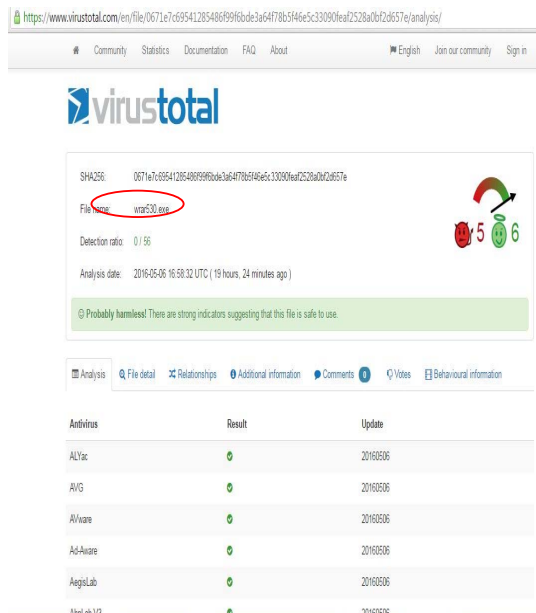 https://www.virustotal.com/en/file/0671e7c69541285486f99f6bde3a64f78b5f46e5c33090feaf2528a0bf2d657e/analysis/
Community Statistics Documentation FAQ About English Join our community Sign in
virustotal
SHA256: 0671e7c69541285486f99f6bde3a64f78b5f46e5c33090feaf2528a0bf2d657e
File name: wrar530.exe
Detection ratio: 0 / 56
5 6
Analysis date: 2016-05-06 16:58:32 UTC ( 19 hours, 24 minutes ago )
Probably harmless! There are strong indicators suggesting that this file is safe to use.
Analysis File detail Relationships Additional information Comments 0 Votes Behavioural information
Antivirus Result Update
ALYac 20160506
AVG 20160506
AVware 20160506
Ad-Aware 20160506
AegisLab 20160506
AhnLab-V3 20160506